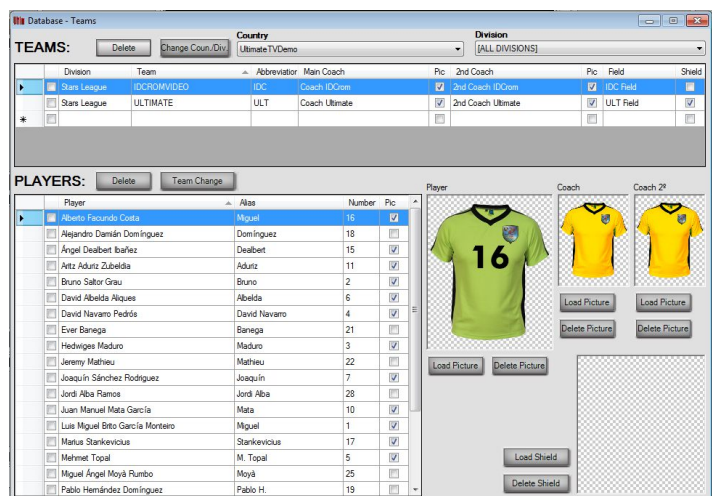 Database - Teams
Country
Division
TEAMS: Delete Change Coun./Div. UltimateTVDemo [ALL DIVISIONS]
Division Team Abbreviation Main Coach Pic 2nd Coach Pic Field Shield
Stars League IDCROMVIDEO IDC Coach IDCrom 2nd Coach IDCrom IDC Field
Stars League ULTIMATE ULT Coach Ultimate 2nd Coach Ultimate ULT Field
PLAYERS: Delete Team Change
Player Coach Coach 2º
Player Alias Number Pic
Alberto Facundo Costa Miguel 16
Alejandro Damián Domínguez Domínguez 18
Ángel Dealbert Ibañez Dealbert 15
Aritz Aduriz Zubeldia Aduriz 11
Bruno Saltor Grau Bruno 2
David Albelda Aliques Albelda 6
David Navarro Pedrós David Navarro 4
Ever Banega Banega 21
Hedwiges Maduro Maduro 3
Jeremy Mathieu Mathieu 22
Joaquín Sánchez Rodriguez Joaquín 7
Jordi Alba Ramos Jordi Alba 28
Juan Manuel Mata García Mata 10
Luis Miguel Brito García Monteiro Miguel 1
Marius Stankevicius Stankevicius 17
Mehmet Topal M. Topal 5
Miguel Ángel Moyà Rumbo Moyà 25
Pablo Hernández Domínguez Pablo H. 19
16
Load Picture Load Picture
Delete Picture Delete Picture
Load Picture Delete Picture
Load Shield
Delete Shield